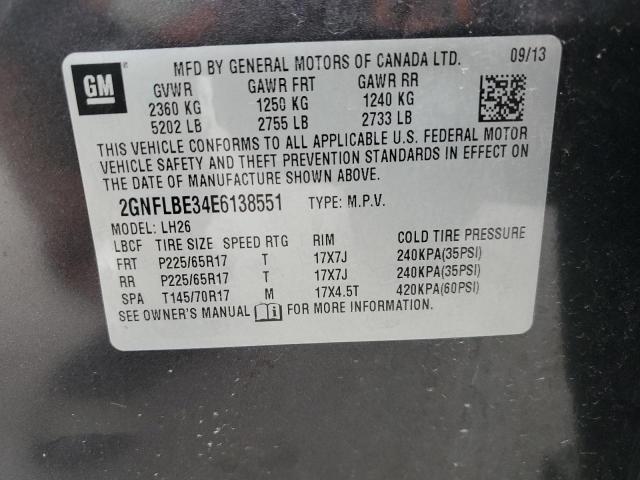 GM
MFD BY GENERAL MOTORS OF CANADA LTD. 09/13
GVWR GAWR FRT GAWR RR
2360 KG 1250 KG 1240 KG
5202 LB 2755 LB 2733 LB
THIS VEHICLE CONFORMS TO ALL APPLICABLE U.S. FEDERAL MOTOR
VEHICLE SAFETY AND THEFT PREVENTION STANDARDS IN EFFECT ON
THE DATE OF MANUFACTURE SHOWN ABOVE.
2GNFLBE34E6138551 TYPE: M.P.V.
MODEL: LH26
LBCF TIRE SIZE SPEED RTG RIM COLD TIRE PRESSURE
FRT P225/65R17 T 17X7J 240KPA(35PSI)
RR P225/65R17 T 17X7J 240KPA(35PSI)
SPA T145/70R17 M 17X4.5T 420KPA(60PSI)
SEE OWNER'S MANUAL FOR MORE INFORMATION.